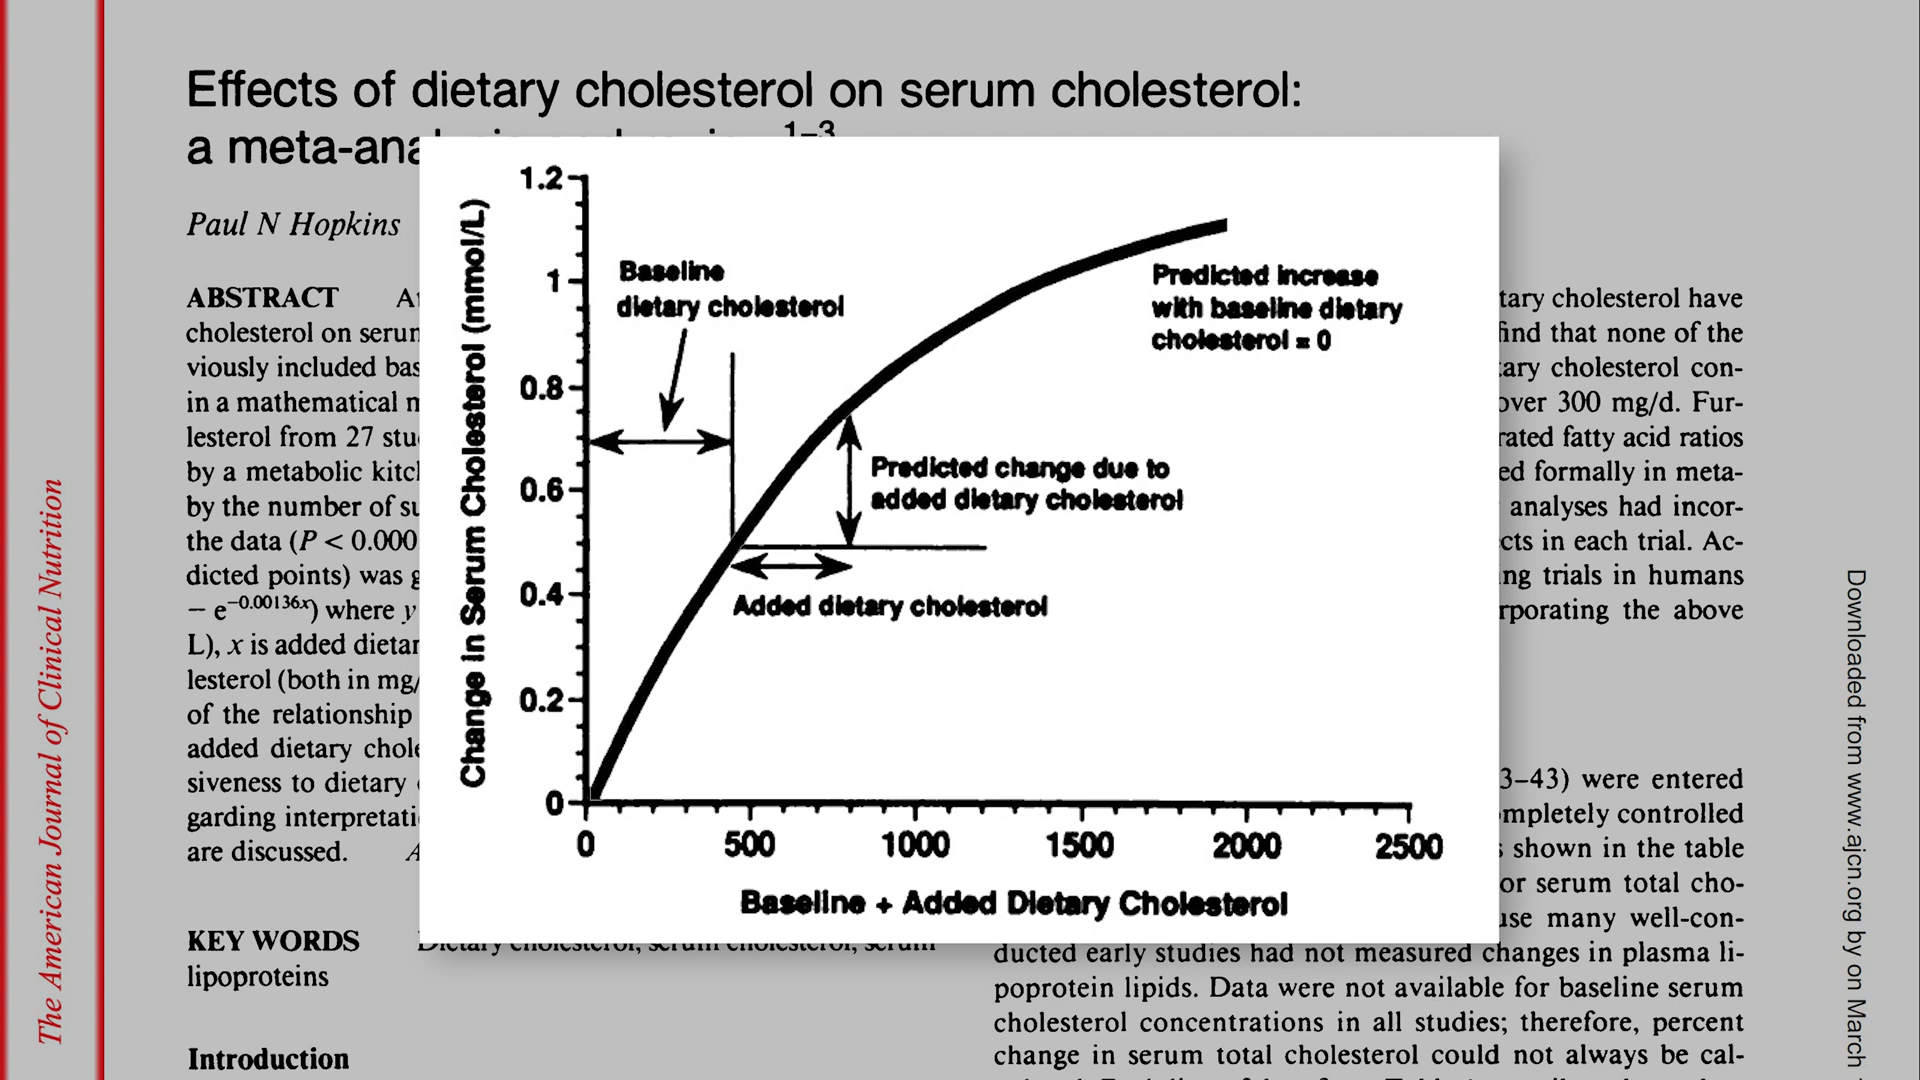 Effects of dietary cholesterol on serum cholesterol:
a meta-ana 1–3
Paul N Hopkins
ABSTRACT
cholesterol on serum
viously included bas
in a mathematical m
lesterol from 27 stu
by a metabolic kitc
by the number of su
the data (P < 0.000
dicted points) was g
− e−0.00136x) where y
L), x is added dietar
lesterol (both in mg/
of the relationship
added dietary chole
siveness to dietary
garding interpretati
are discussed. A
KEY WORDS Dietary cholesterol, serum cholesterol, serum
lipoproteins
Introduction
1.2
1
0.8
0.6
0.4
0.2
0
Change in Serum Cholesterol (mmol/L)
Baseline
dietary cholesterol
Predicted increase
with baseline dietary
cholesterol = 0
Predicted change due to
added dietary cholesterol
Added dietary cholesterol
0 500 1000 1500 2000 2500
Baseline + Added Dietary Cholesterol
tary cholesterol have
find that none of the
tary cholesterol con-
over 300 mg/d. Fur-
rated fatty acid ratios
ed formally in meta-
analyses had incor-
cts in each trial. Ac-
ng trials in humans
rporating the above
3–43) were entered
mpletely controlled
shown in the table
or serum total cho-
use many well-con-
ducted early studies had not measured changes in plasma li-
poprotein lipids. Data were not available for baseline serum
cholesterol concentrations in all studies; therefore, percent
change in serum total cholesterol could not always be cal-
The American Journal of Clinical Nutrition
Downloaded from www.ajcn.org by on March